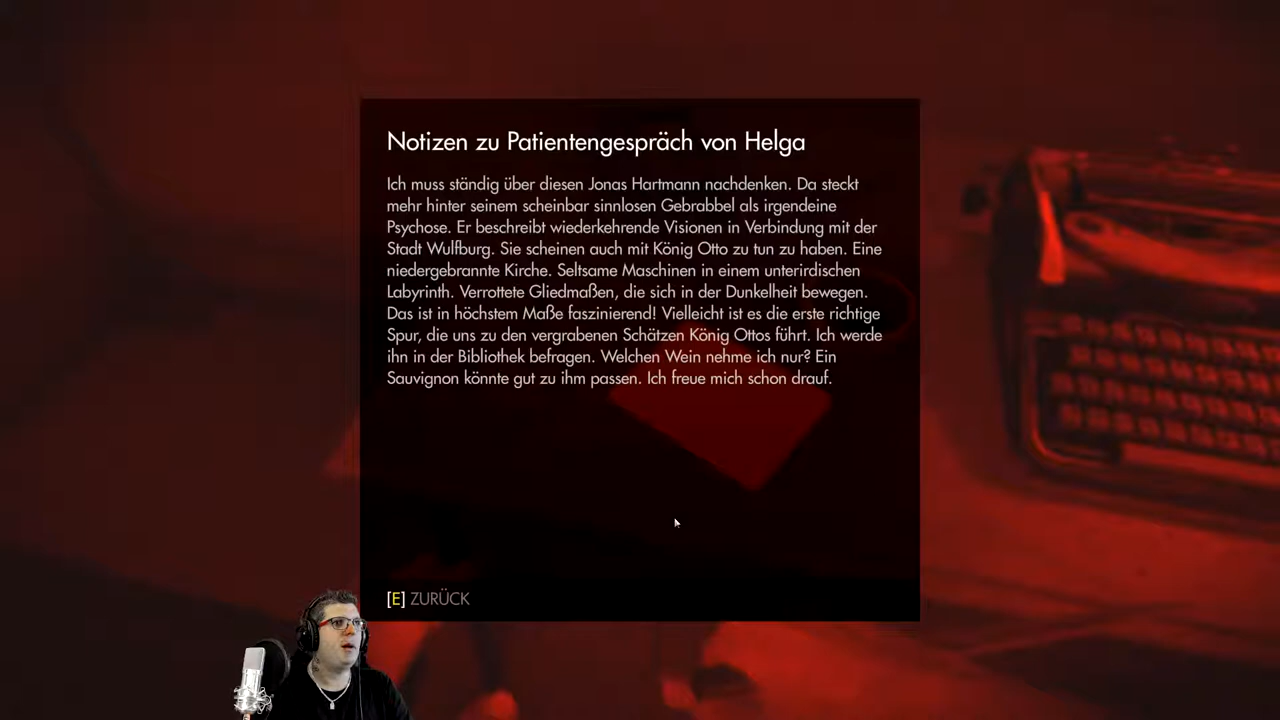 Notizen zu Patientengespräch von Helga
Ich muss ständig über diesen Jonas Hartmann nachdenken. Da steckt
mehr hinter seinem scheinbar sinnlosen Gebrabbel als irgendeine
Psychose. Er beschreibt wiederkehrende Visionen in Verbindung mit der
Stadt Wulfburg. Sie scheinen auch mit König Otto zu tun zu haben. Eine
niedergebrannte Kirche. Seltsame Maschinen in einem unterirdischen
Labyrinth. Verrottete Gliedmaßen, die sich in der Dunkelheit bewegen.
Das ist in höchstem Maße faszinierend! Vielleicht ist es die erste richtige
Spur, die uns zu den vergrabenen Schätzen König Ottos führt. Ich werde
ihn in der Bibliothek befragen. Welchen Wein nehme ich nur? Ein
Sauvignon könnte gut zu ihm passen. Ich freue mich schon drauf.
[E] ZURÜCK